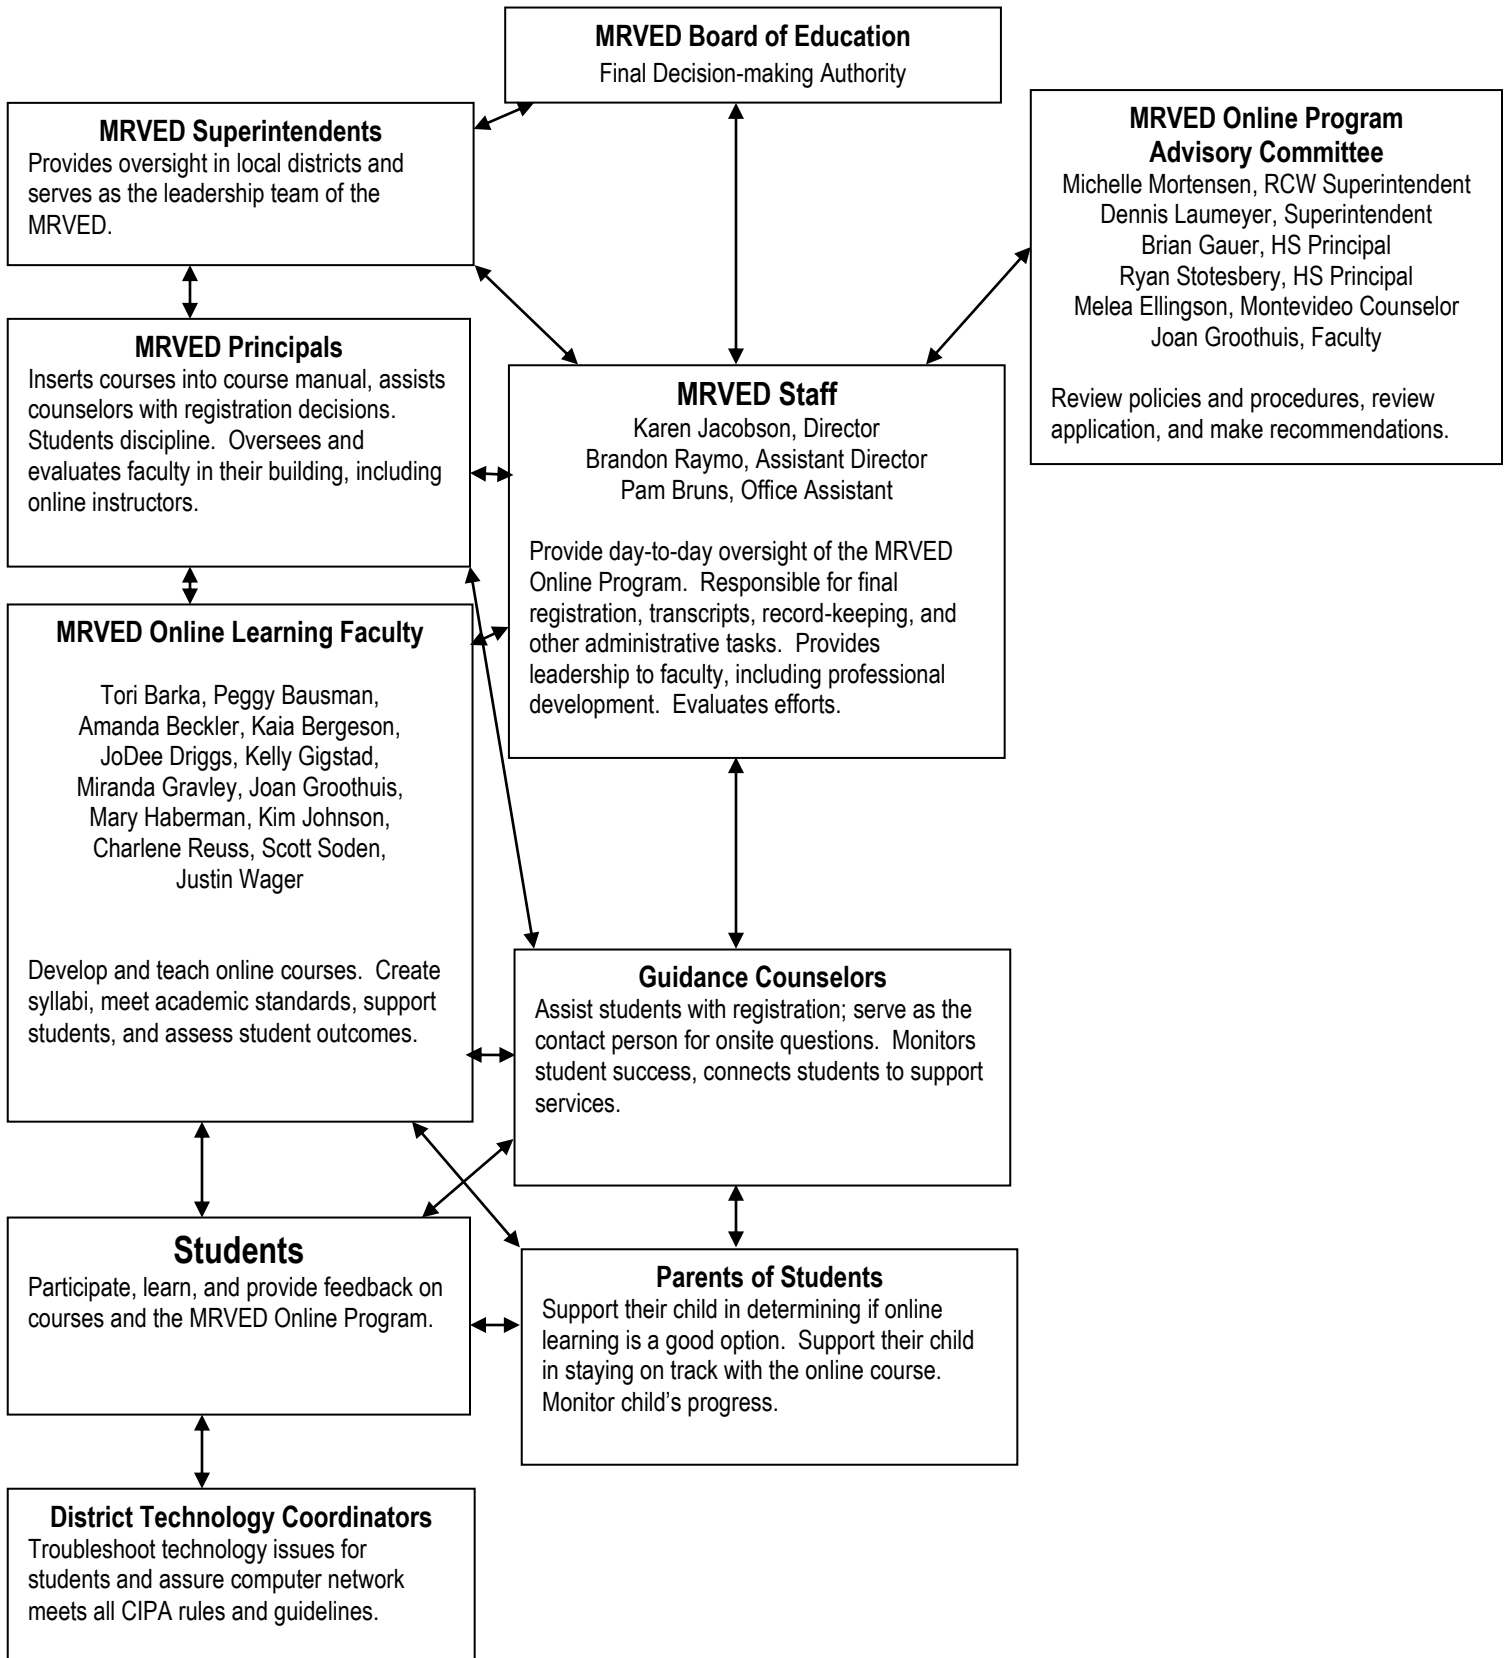 MRVED Board of Education
Final Decision-making Authority
MRVED Superintendents
Provides oversight in local districts and
serves as the leadership team of the
MRVED.
MRVED Online Program
Advisory Committee
Michelle Mortensen, RCW Superintendent
Dennis Laumeyer, Superintendent
Brian Gauer, HS Principal
Ryan Stotesbery, HS Principal
Melea Ellingson, Montevideo Counselor
Joan Groothuis, Faculty
Review policies and procedures, review
application, and make recommendations.
MRVED Principals
Inserts courses into course manual, assists
counselors with registration decisions.
Students discipline.  Oversees and
evaluates faculty in their building, including
online instructors.
MRVED Staff
Karen Jacobson, Director
Brandon Raymo, Assistant Director
Pam Bruns, Office Assistant
Provide day-to-day oversight of the MRVED
Online Program.  Responsible for final
registration, transcripts, record-keeping, and
other administrative tasks.  Provides
leadership to faculty, including professional
development.  Evaluates efforts.
MRVED Online Learning Faculty
Tori Barka, Peggy Bausman,
Amanda Beckler, Kaia Bergeson,
JoDee Driggs, Kelly Gigstad,
Miranda Gravley, Joan Groothuis,
Mary Haberman, Kim Johnson,
Charlene Reuss, Scott Soden,
Justin Wager
Develop and teach online courses.  Create
syllabi, meet academic standards, support
students, and assess student outcomes.
Guidance Counselors
Assist students with registration; serve as the
contact person for onsite questions.  Monitors
student success, connects students to support
services.
Students
Participate, learn, and provide feedback on
courses and the MRVED Online Program.
Parents of Students
Support their child in determining if online
learning is a good option.  Support their child
in staying on track with the online course.
Monitor child’s progress.
District Technology Coordinators
Troubleshoot technology issues for
students and assure computer network
meets all CIPA rules and guidelines.